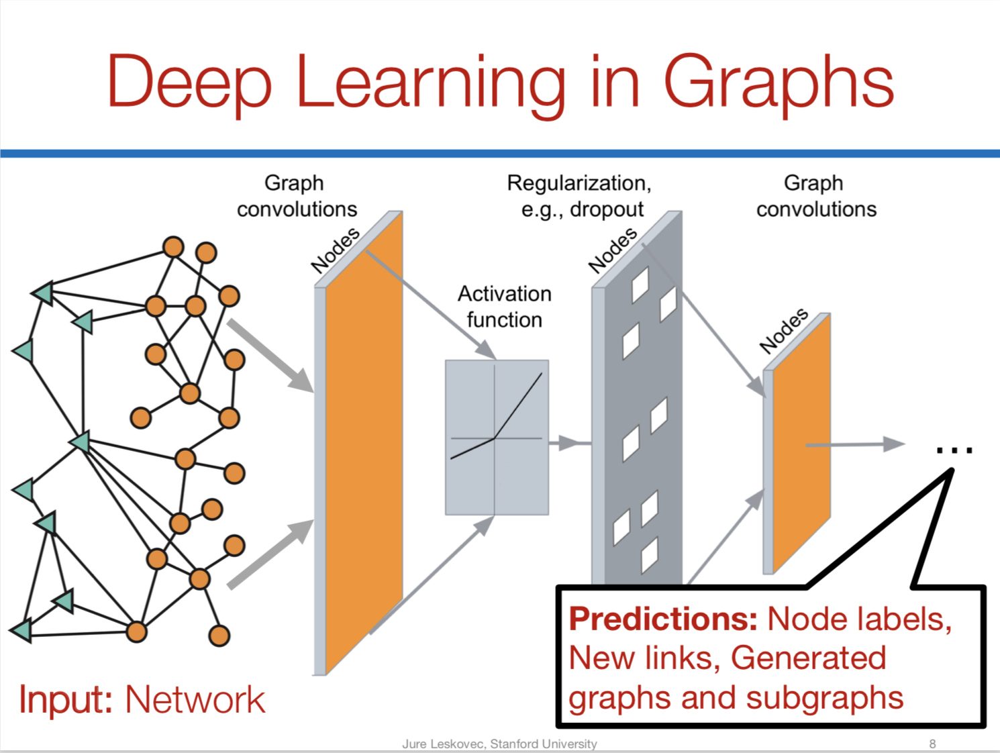 Deep Learning in Graphs
Graph
convolutions
Regularization,
e.g., dropout
Graph
convolutions
Nodes
Nodes
Activation
function
Nodes
...
Predictions: Node labels,
New links, Generated
graphs and subgraphs
Input: Network
Jure Leskovec, Stanford University
8